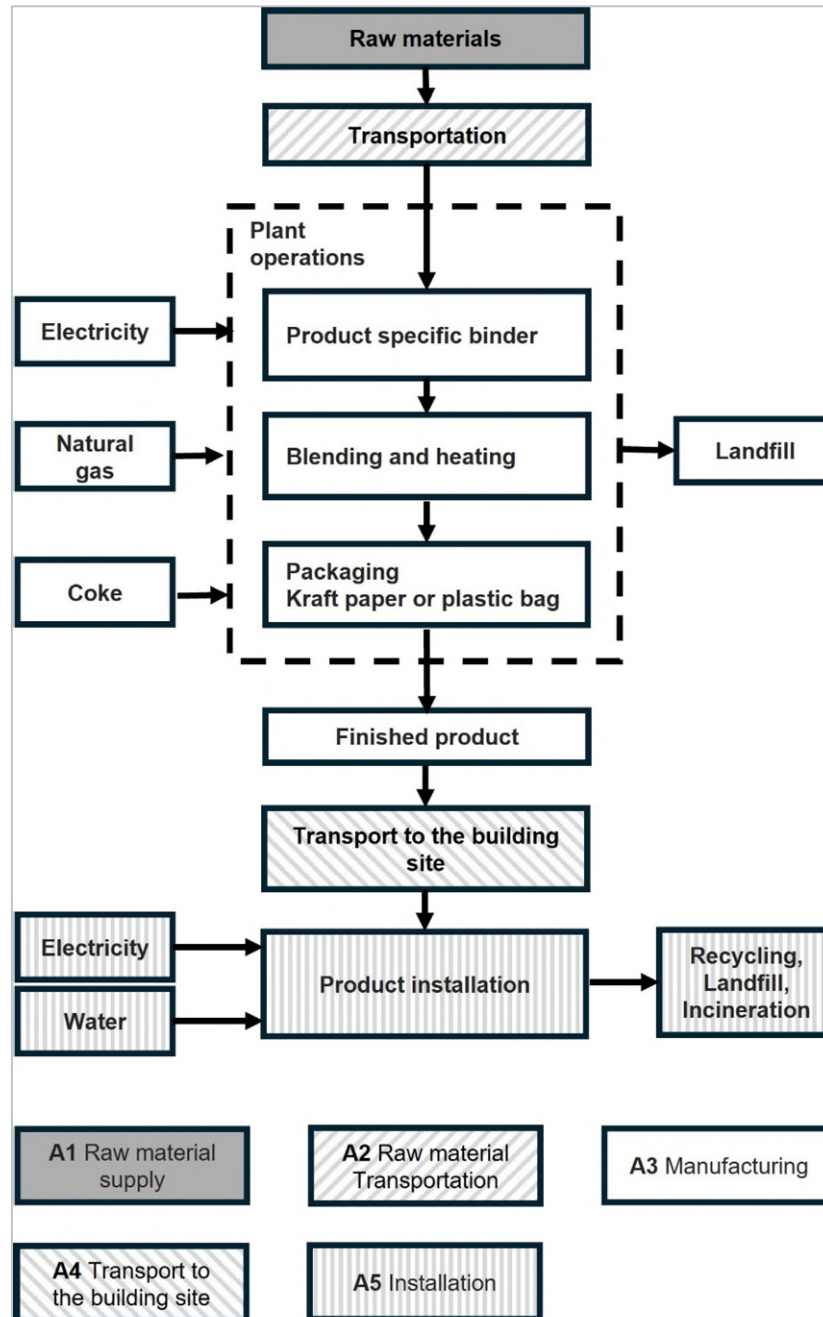 Raw materials
Transportation
Plant
operations
Electricity
Product specific binder
Natural
gas
Blending and heating
Landfill
Coke
Packaging
Kraft paper or plastic bag
Finished product
Transport to the building
site
Electricity
Water
Product installation
Recycling,
Landfill,
Incineration
A1 Raw material
supply
A2 Raw material
Transportation
A3 Manufacturing
A4 Transport to
the building site
A5 Installation